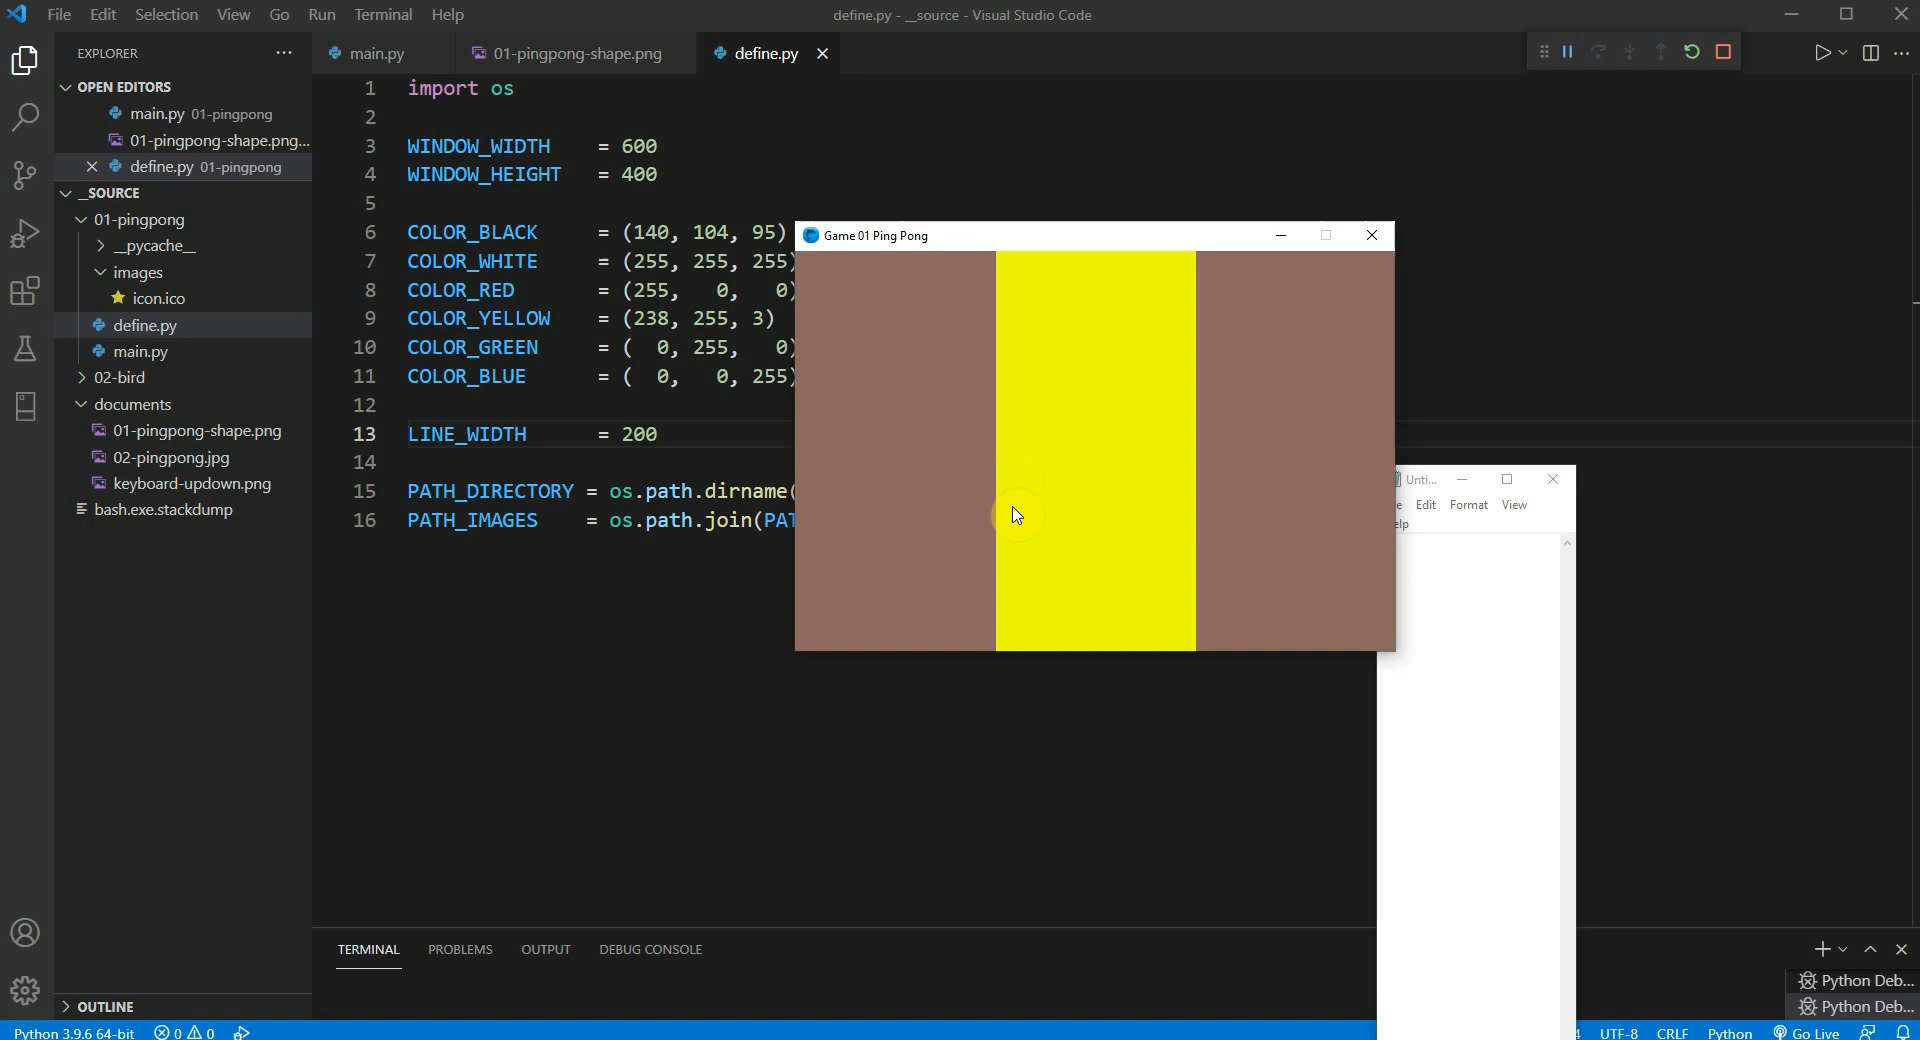 File Edit Selection View Go Run Terminal Help
define.py - __source - Visual Studio Code
EXPLORER
main.py
01-pingpong-shape.png
define.py
OPEN EDITORS
main.py 01-pingpong
01-pingpong-shape.png...
define.py 01-pingpong
__SOURCE
01-pingpong
__pycache__
images
icon.ico
define.py
main.py
02-bird
documents
01-pingpong-shape.png
02-pingpong.jpg
keyboard-updown.png
bash.exe.stackdump
OUTLINE
1 import os
2
3 WINDOW_WIDTH = 600
4 WINDOW_HEIGHT = 400
5
6 COLOR_BLACK = (140, 104, 95)
7 COLOR_WHITE = (255, 255, 255)
8 COLOR_RED = (255, 0, 0)
9 COLOR_YELLOW = (238, 255, 3)
10 COLOR_GREEN = ( 0, 255, 0)
11 COLOR_BLUE = ( 0, 0, 255)
12
13 LINE_WIDTH = 200
14
15 PATH_DIRECTORY = os.path.dirname(
16 PATH_IMAGES = os.path.join(PAT
Game 01 Ping Pong
Unti...
Edit Format View
TERMINAL PROBLEMS OUTPUT DEBUG CONSOLE
Python Deb...
Python Deb...
Python 3.9.6 64-bit 0 0
UTF-8 CRLF Python Go Live